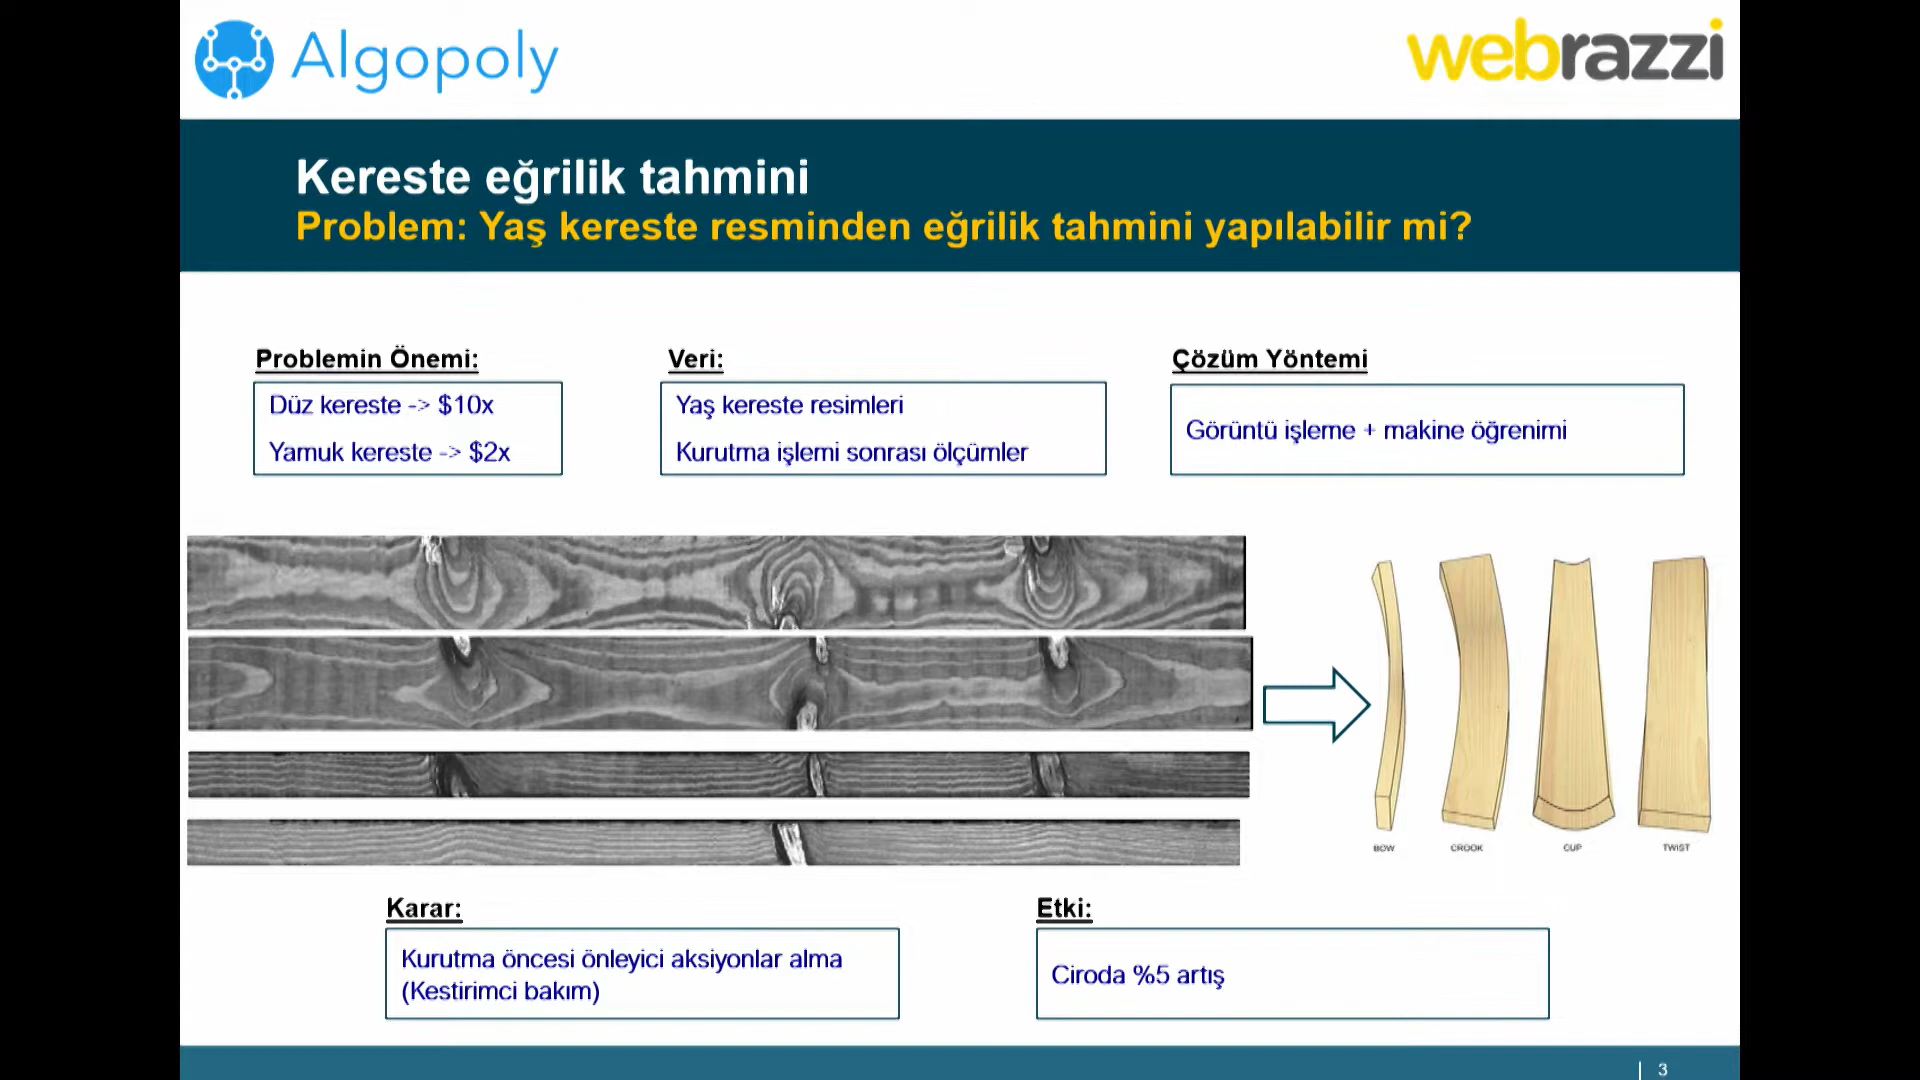 Algopoly
webrazzi
Kereste eğrilik tahmini
Problem: Yaş kereste resminden eğrilik tahmini yapılabilir mi?
Problemin Önemi:
Düz kereste -> $10x
Yamuk kereste -> $2x
Veri:
Yaş kereste resimleri
Kurutma işlemi sonrası ölçümler
Çözüm Yöntemi
Görüntü işleme + makine öğrenimi
BOW
CROOK
CUP
TWIST
Karar:
Kurutma öncesi önleyici aksiyonlar alma
(Kestirimci bakım)
Etki:
Ciroda %5 artış
3